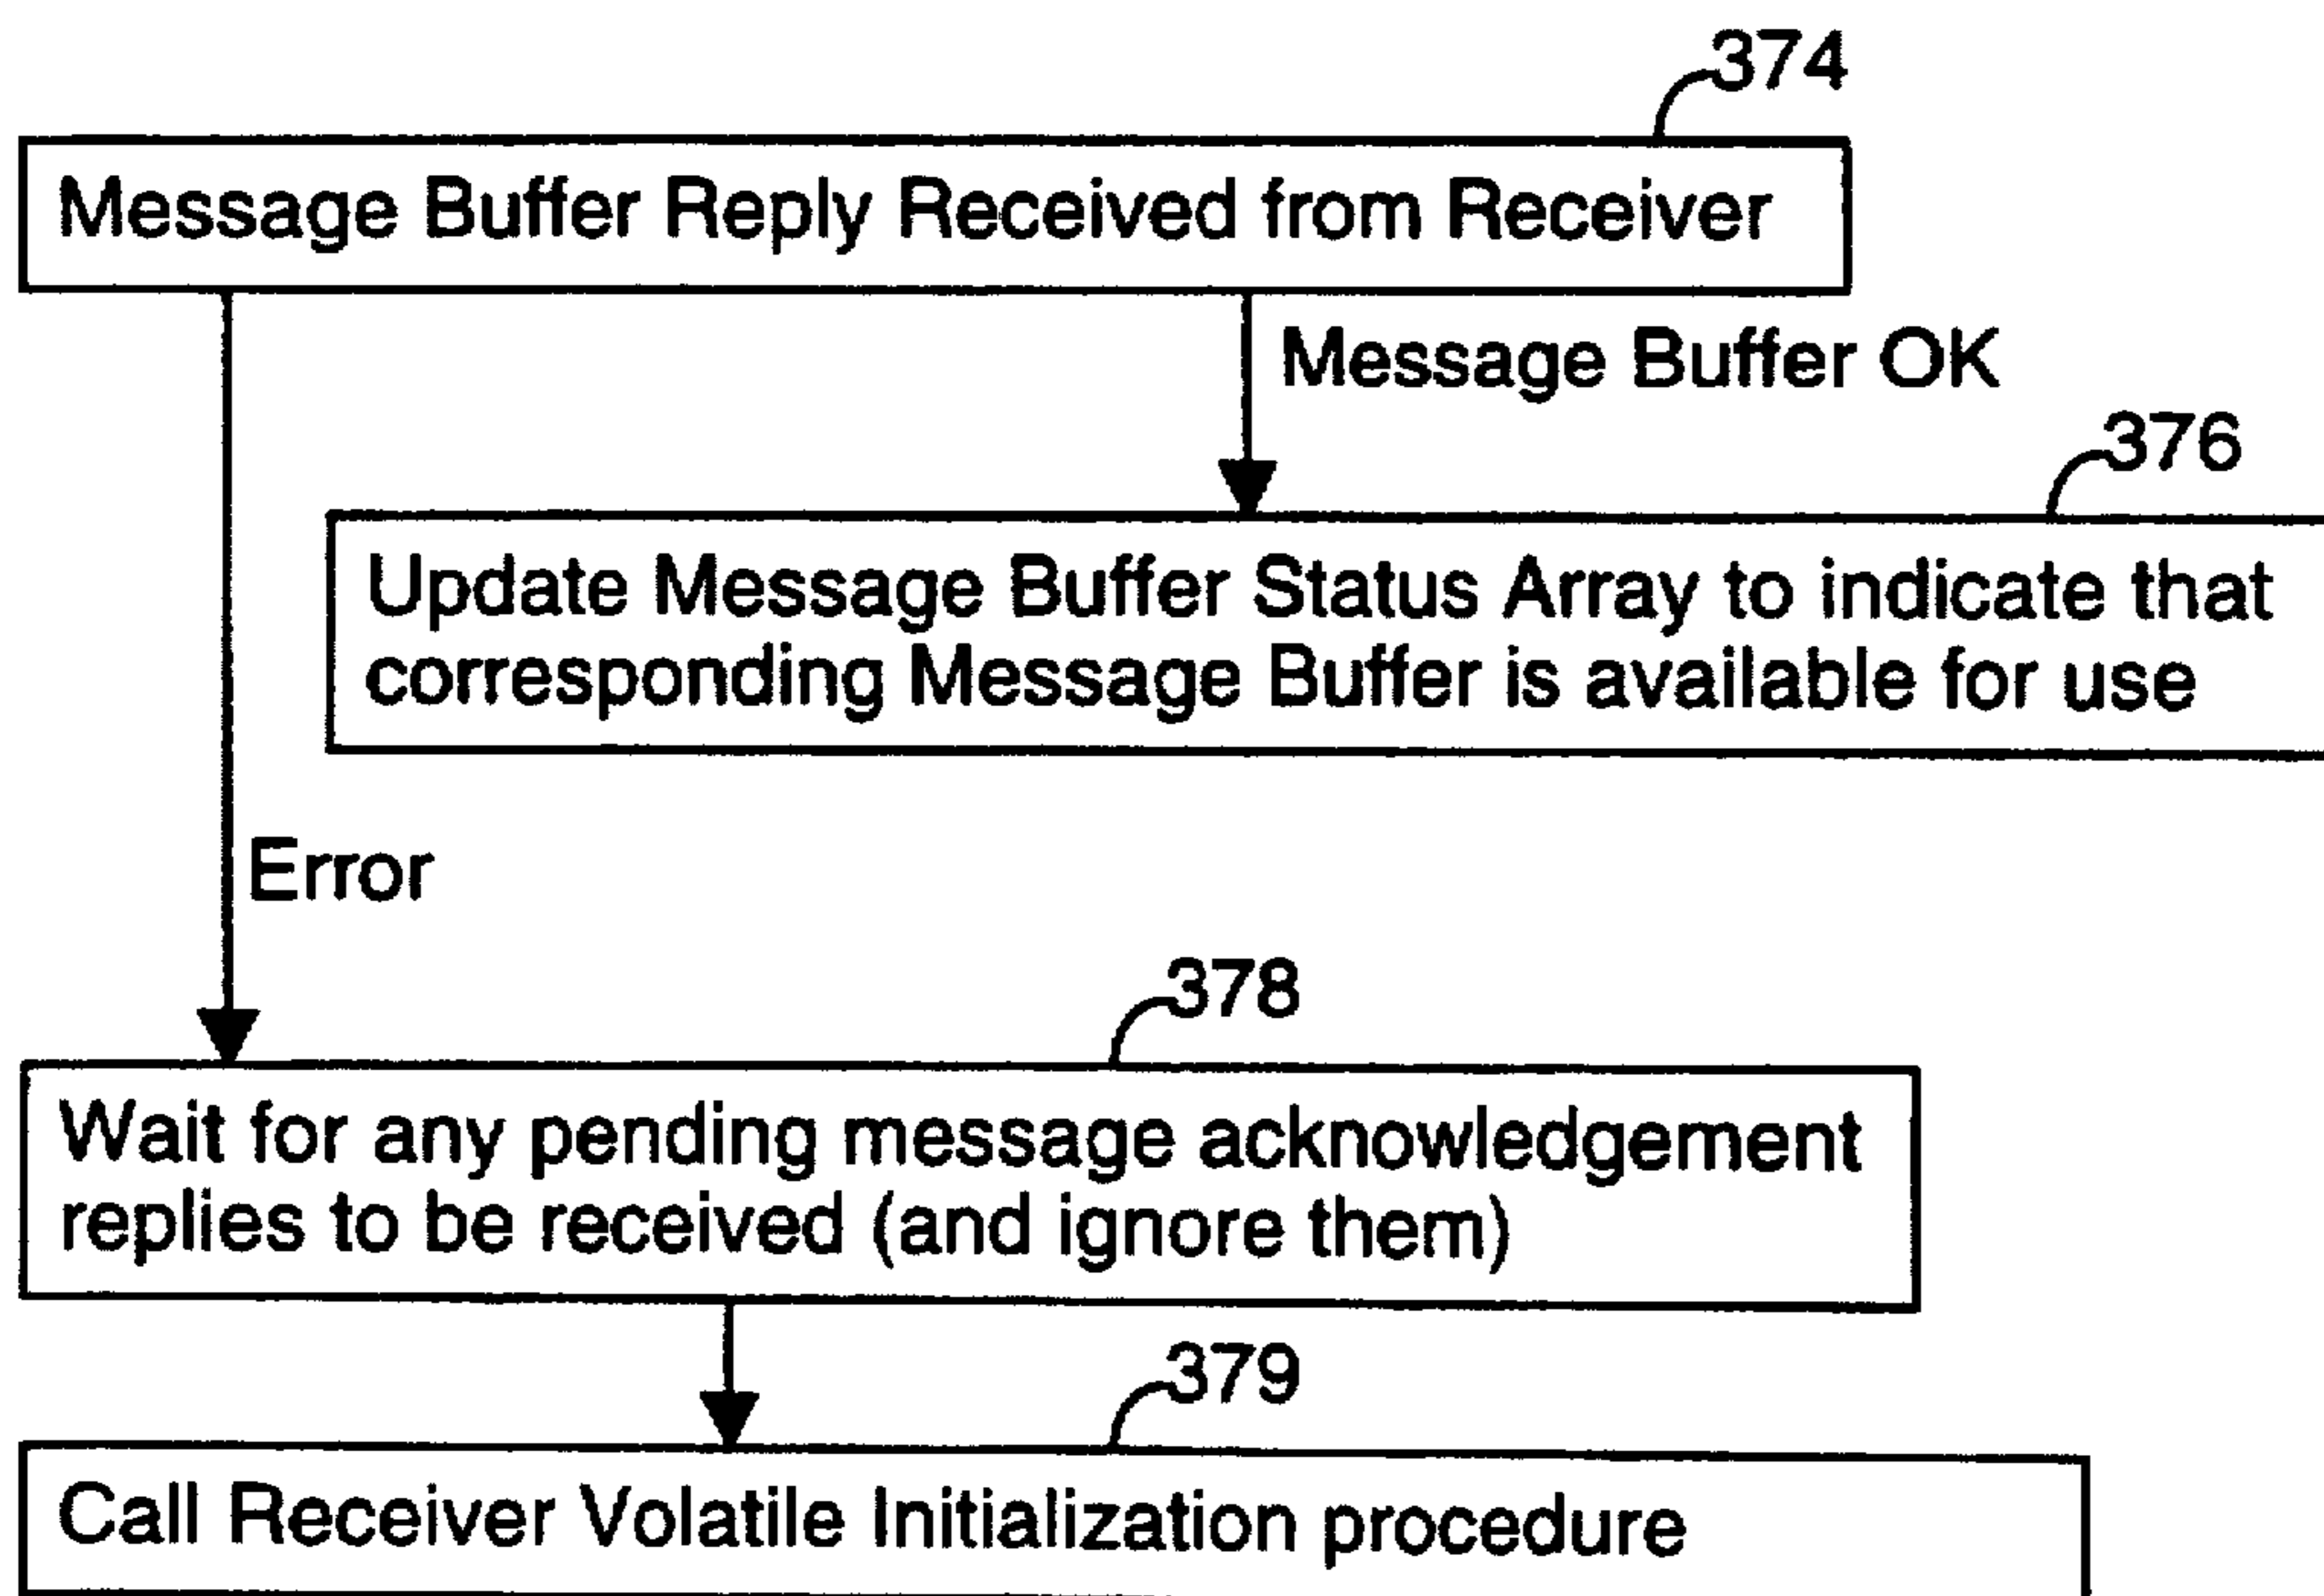 374
Message Buffer Reply Received from Receiver
Message Buffer OK
376
Update Message Buffer Status Array to indicate that
corresponding Message Buffer is available for use
Error
378
Wait for any pending message acknowledgement
replies to be received (and ignore them)
379
Call Receiver Volatile Initialization procedure